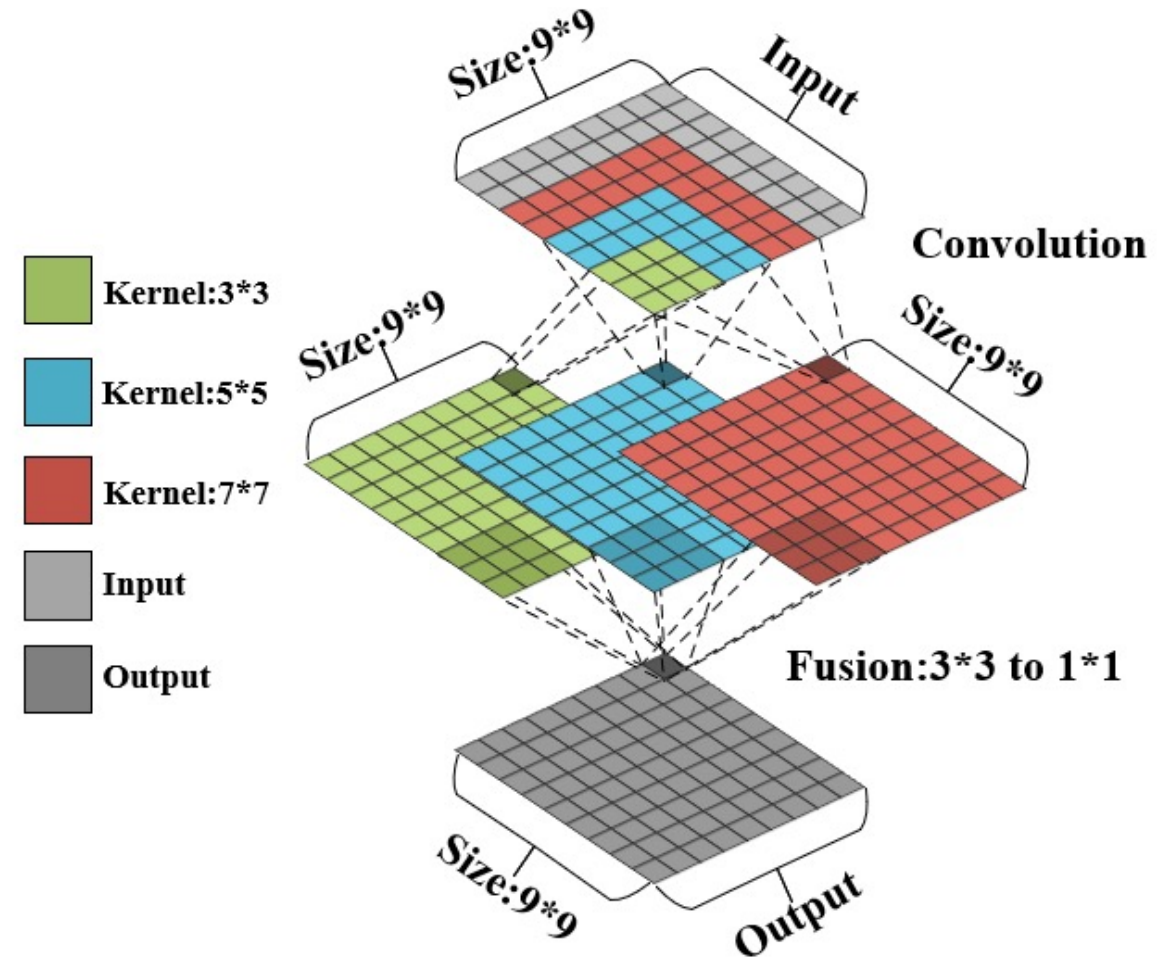 Size:9*9
Input
Convolution
Kernel:3*3
Size:9*9
Size:9*9
Kernel:5*5
Kernel:7*7
Input
Output
Fusion:3*3 to 1*1
Size:9*9
Output